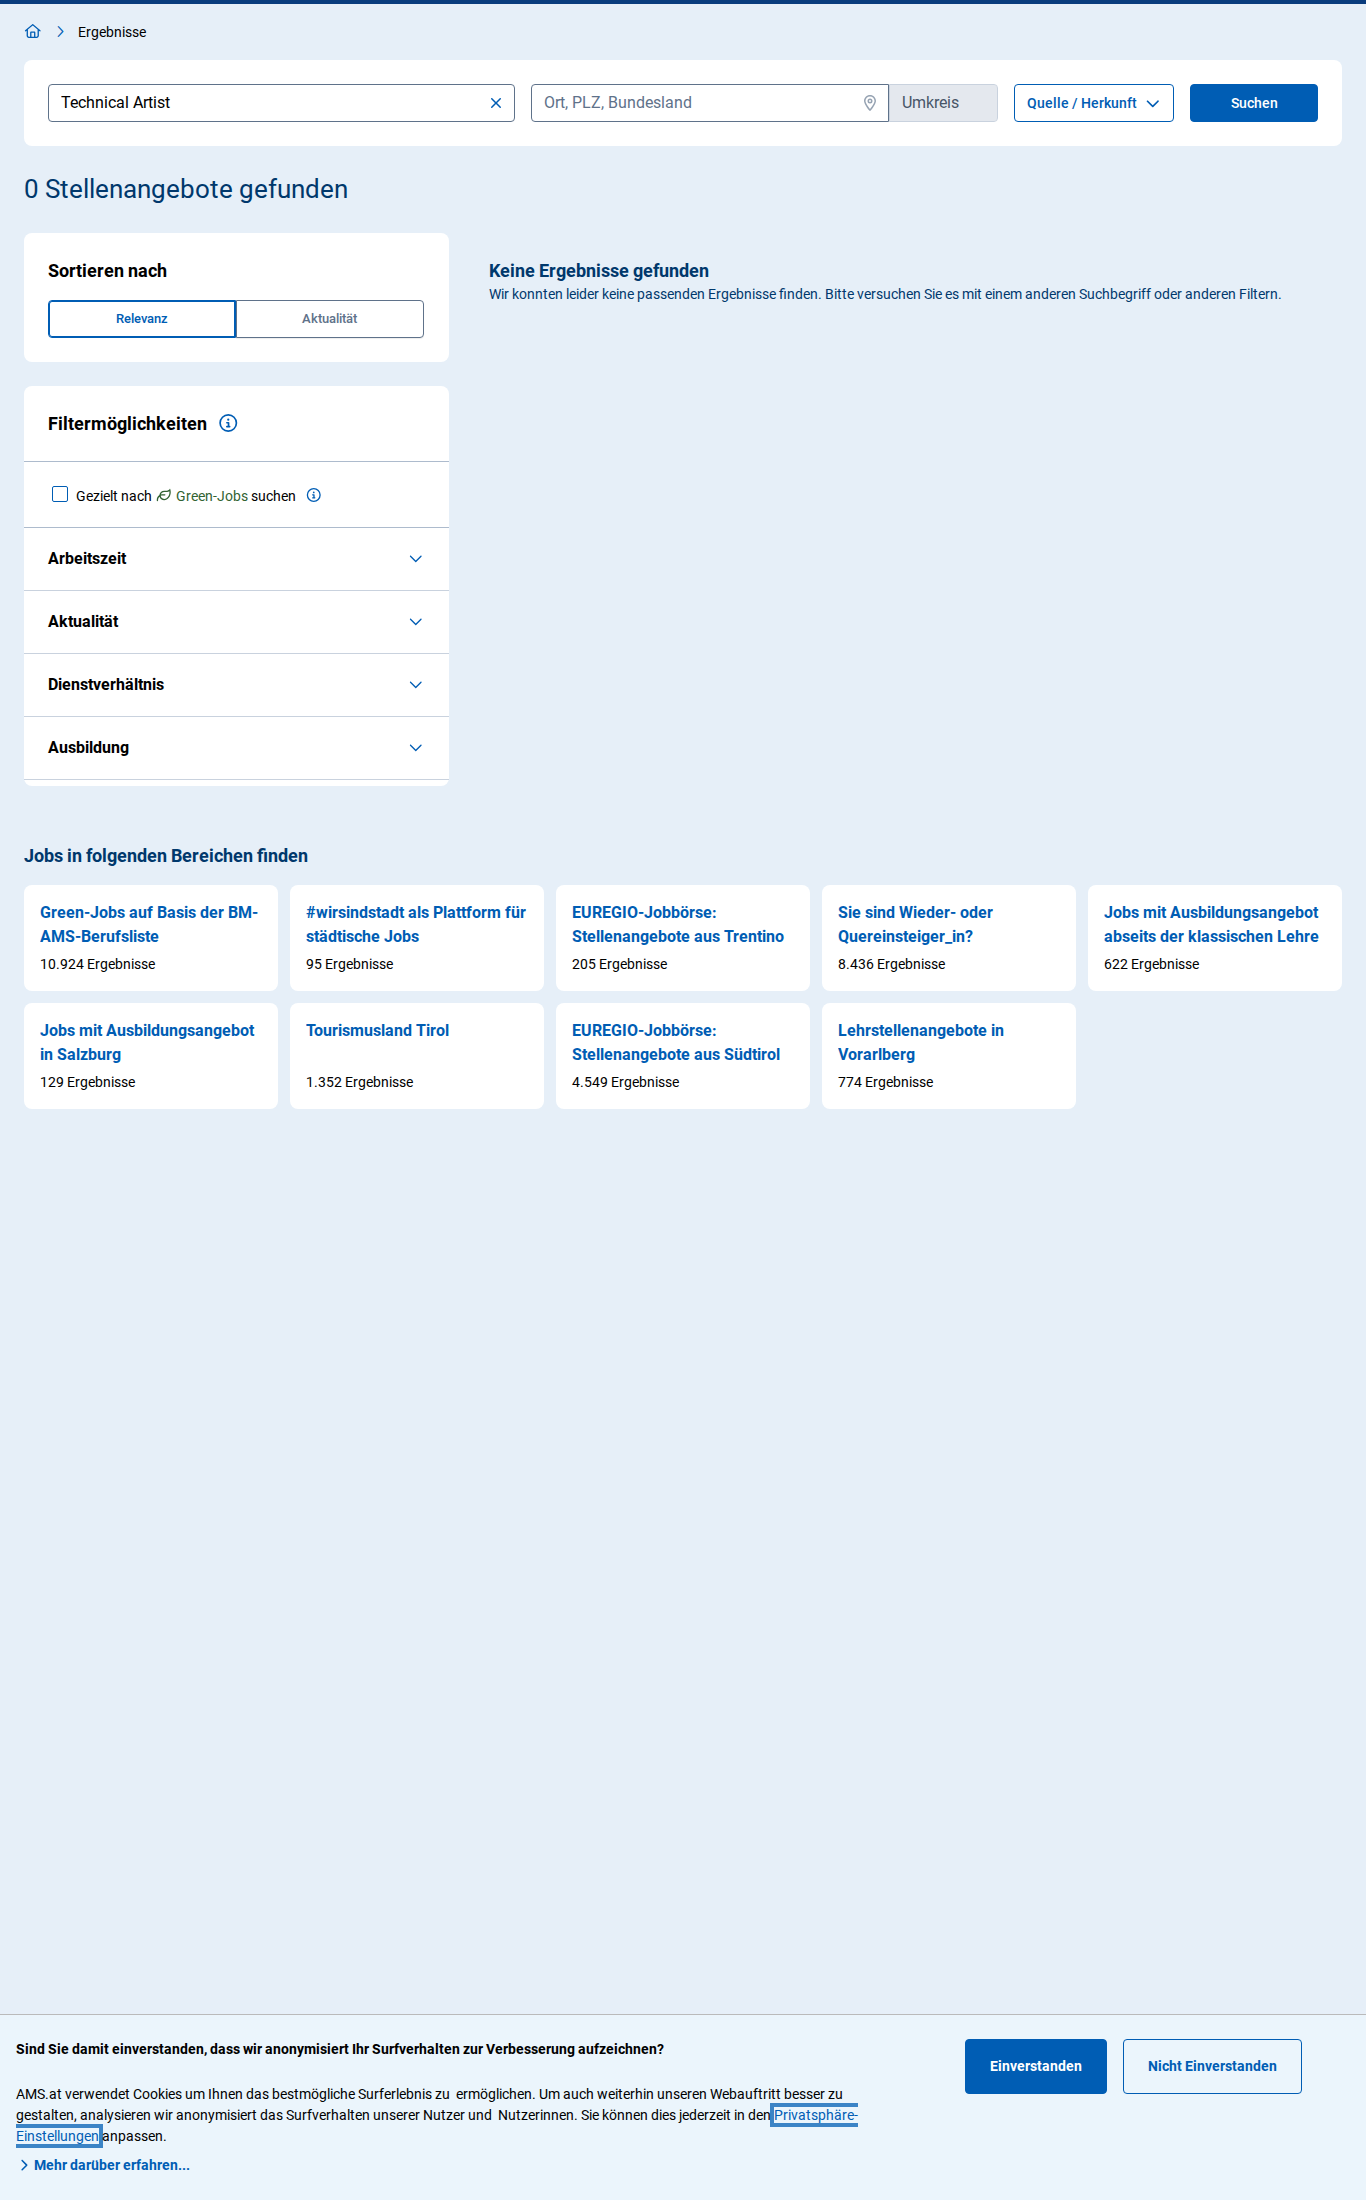 Ergebnisse
Technical Artist
Ort, PLZ, Bundesland
Umkreis
Quelle / Herkunft
Suchen
0 Stellenangebote gefunden
Sortieren nach
Relevanz
Aktualität
Keine Ergebnisse gefunden
Wir konnten leider keine passenden Ergebnisse finden. Bitte versuchen Sie es mit einem anderen Suchbegriff oder anderen Filtern.
Filtermöglichkeiten
Gezielt nach Green-Jobs suchen
Arbeitszeit
Aktualität
Dienstverhältnis
Ausbildung
Jobs in folgenden Bereichen finden
Green-Jobs auf Basis der BM-
AMS-Berufsliste
10.924 Ergebnisse
#wirsindstadt als Plattform für
städtische Jobs
95 Ergebnisse
EUREGIO-Jobbörse:
Stellenangebote aus Trentino
205 Ergebnisse
Sie sind Wieder- oder
Quereinsteiger_in?
8.436 Ergebnisse
Jobs mit Ausbildungsangebot
abseits der klassischen Lehre
622 Ergebnisse
Jobs mit Ausbildungsangebot
in Salzburg
129 Ergebnisse
Tourismusland Tirol
1.352 Ergebnisse
EUREGIO-Jobbörse:
Stellenangebote aus Südtirol
4.549 Ergebnisse
Lehrstellenangebote in
Vorarlberg
774 Ergebnisse
Sind Sie damit einverstanden, dass wir anonymisiert Ihr Surfverhalten zur Verbesserung aufzeichnen?
AMS.at verwendet Cookies um Ihnen das bestmögliche Surferlebnis zu ermöglichen. Um auch weiterhin unseren Webauftritt besser zu
gestalten, analysieren wir anonymisiert das Surfverhalten unserer Nutzer und Nutzerinnen. Sie können dies jederzeit in den Privatsphäre-
Einstellungen anpassen.
Mehr darüber erfahren...
Einverstanden
Nicht Einverstanden